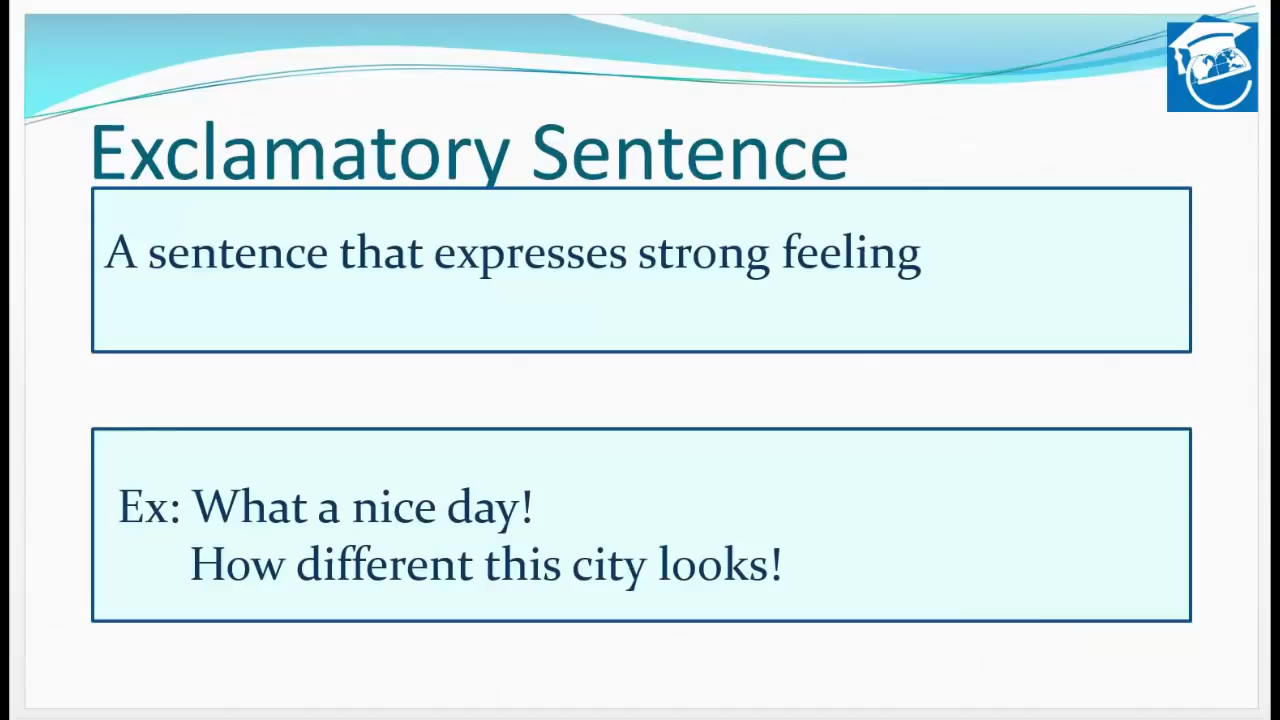 Exclamatory Sentence
A sentence that expresses strong feeling
Ex: What a nice day!
How different this city looks!